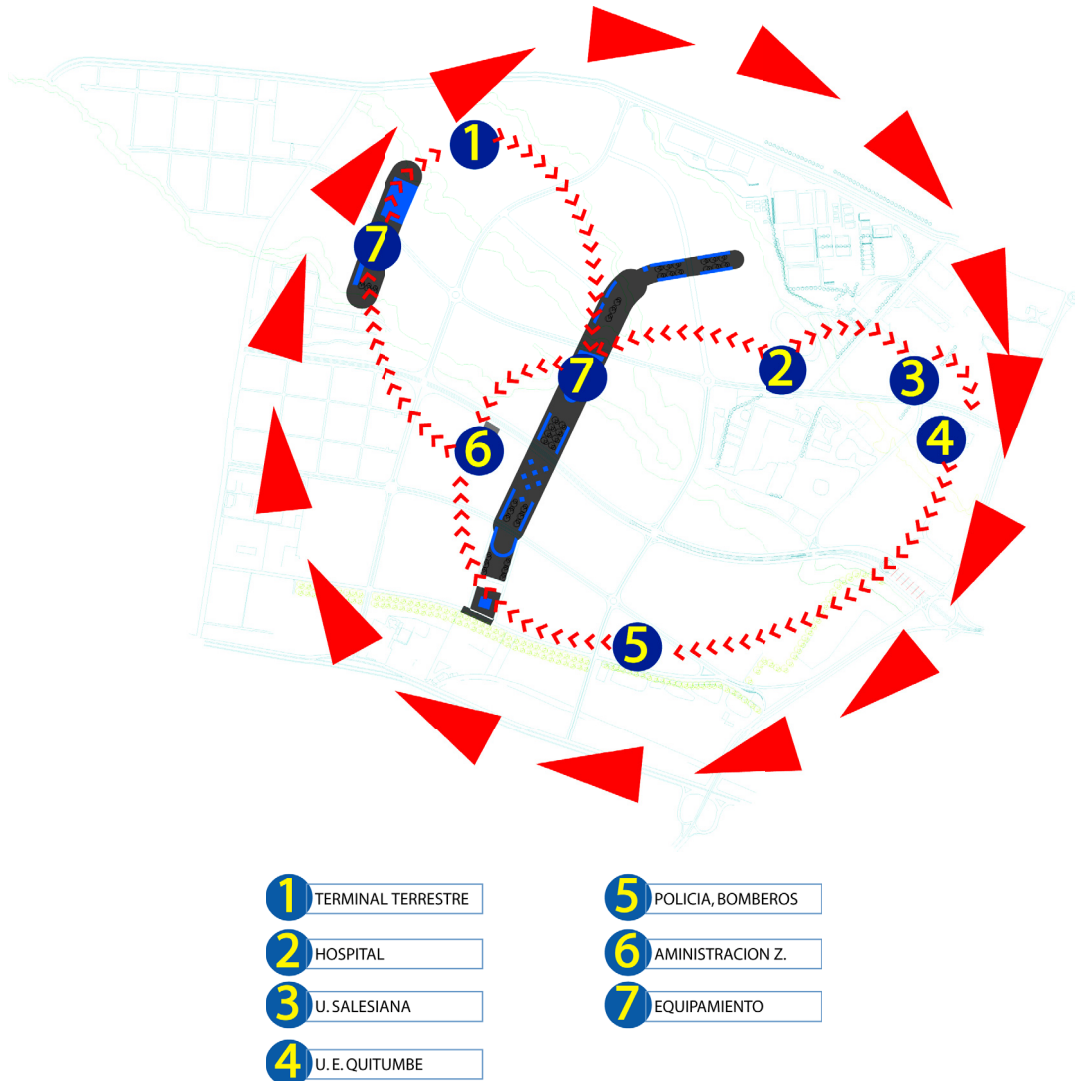 1
7
2
7
3
4
6
5
1 TERMINAL TERRESTRE
2 HOSPITAL
3 U. SALESIANA
4 U. E. QUITUMBE
5 POLICIA, BOMBEROS
6 AMINISTRACION Z.
7 EQUIPAMIENTO